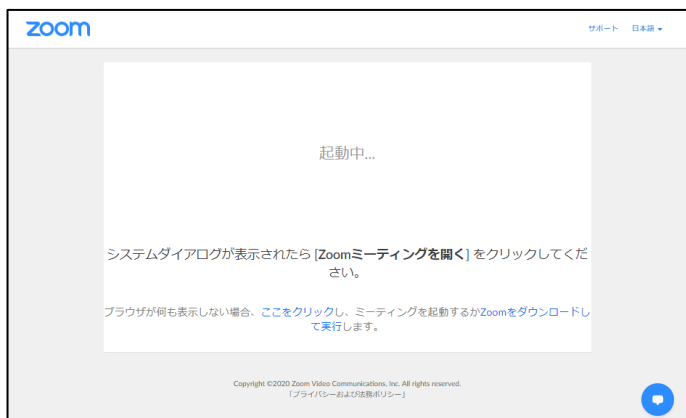 zoom
サポート 日本語
起動中...
システムダイアログが表示されたら [Zoomミーティングを開く] をクリックしてくだ
さい。
ブラウザが何も表示しない場合、ここをクリックし、ミーティングを起動するかZoomをダウンロードし
て実行します。
Copyright ©2020 Zoom Video Communications, Inc. All rights reserved.
「プライバシーおよび法務ポリシー」